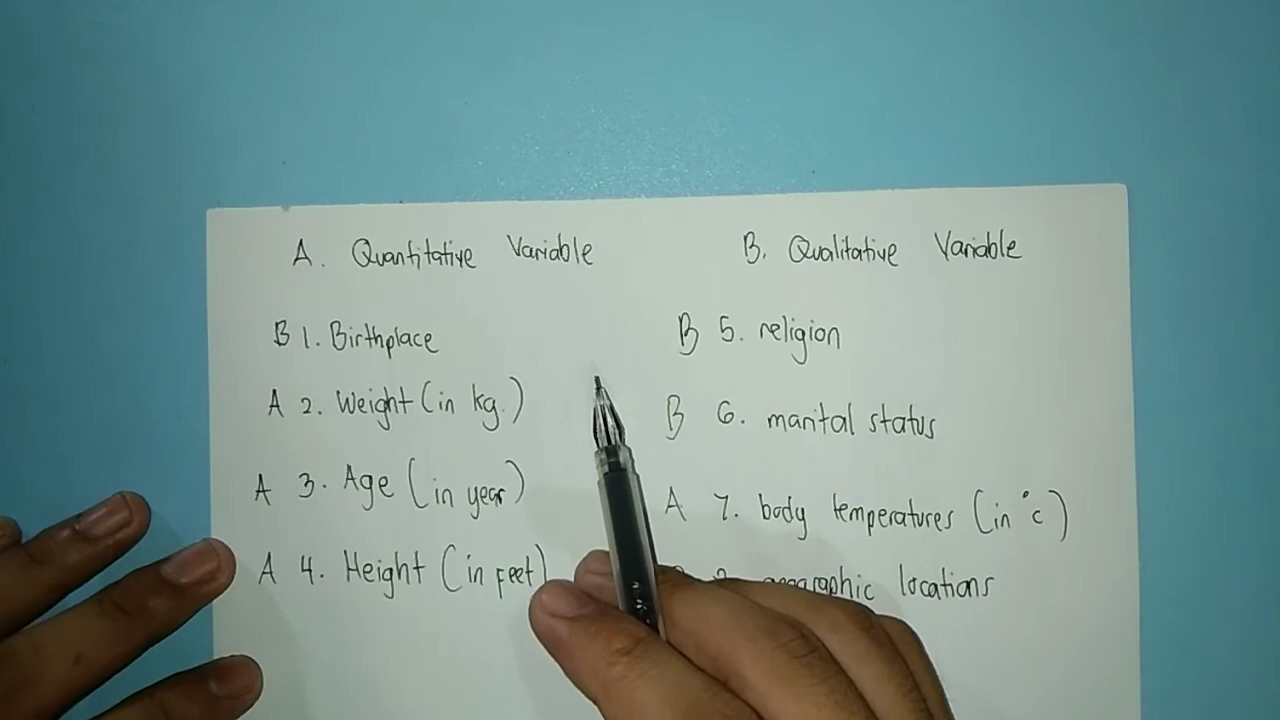 A. Quantitative Variable
B. Qualitative Variable
B 1. Birthplace
A 2. Weight (in kg.)
A 3. Age (in year)
A 4. Height (in feet)
B 5. religion
B 6. marital status
A 7. body temperatures (in °c)
locations